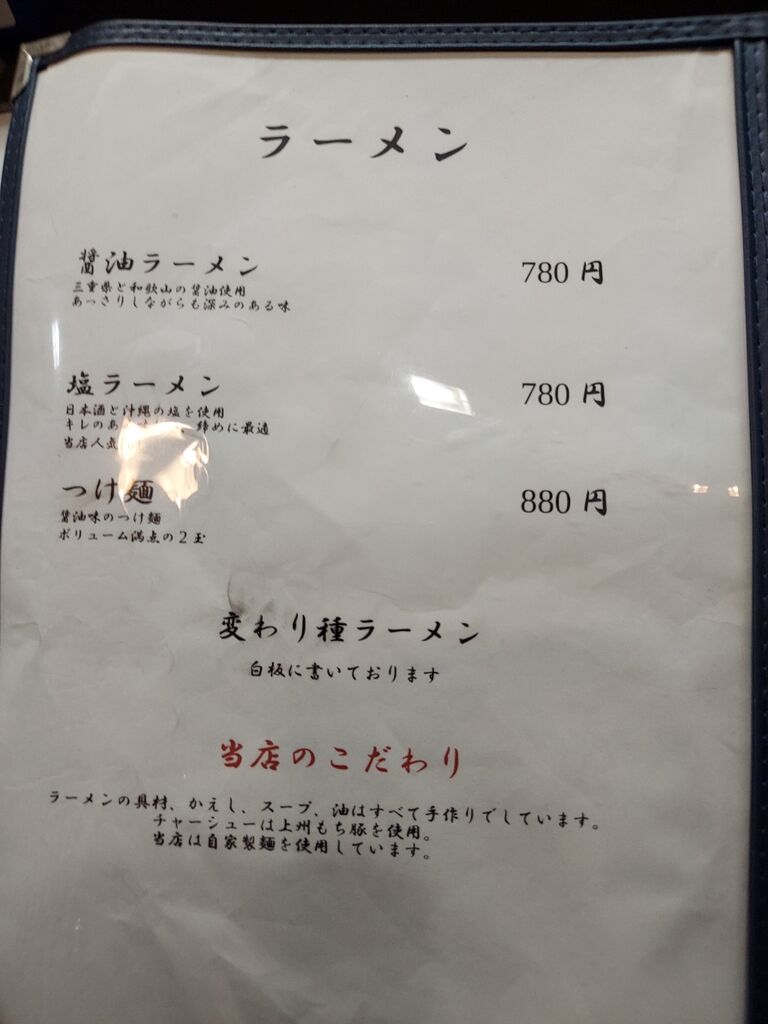 ラーメン
醤油ラーメン 780 円
三重県と和歌山の醤油使用
あっさりしながらも深みのある味
塩ラーメン 780 円
日本酒と沖縄の塩を使用
キレのあ 、締めに最適
当店人気
つけ麺 880 円
醤油味のつけ麺
ボリューム満点の2玉
変わり種ラーメン
白板に書いております
当店のこだわり
ラーメンの具材、かえし、スープ、油はすべて手作りでしています。
チャーシューは上州もち豚を使用。
当店は自家製麺を使用しています。